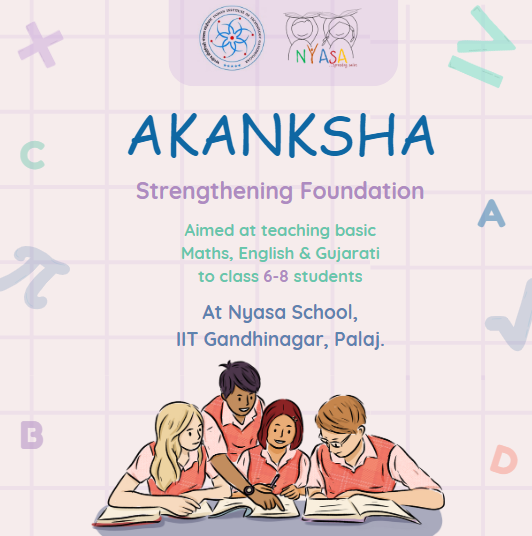 NYASA
AKANKSHA
Strengthening Foundation
Aimed at teaching basic
Maths, English & Gujarati
to class 6-8 students
At Nyasa School,
IIT Gandhinagar, Palaj.
C
A
B
D